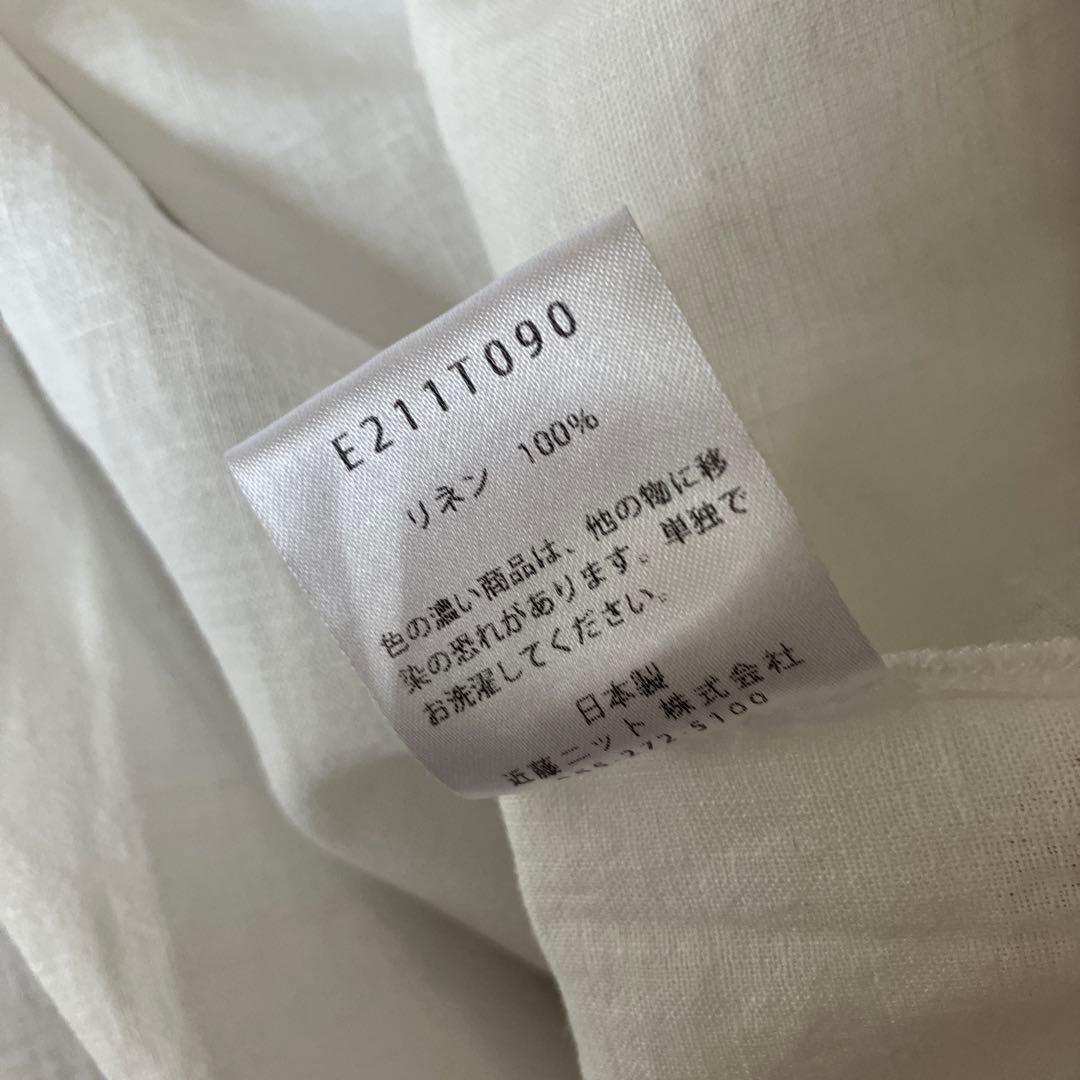 E211T090
リネン 100%
色の濃い商品は、他の物に移
染の恐れがあります。単独で
お洗濯してください。
日本製
近藤ニット 株式会社
272-5100